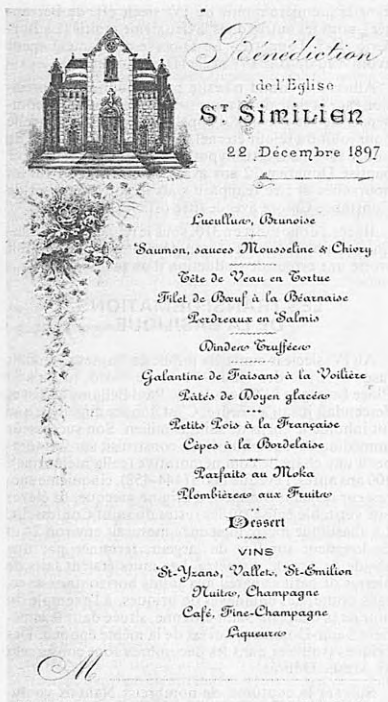 Bénédiction
de l'Eglise
ST SIMILIEN
22 Décembre 1897
Lucullus, Brunoise
Saumon, sauces Mousseline & Chivry
Tête de Veau en Tortue
Filet de Bœuf à la Béarnaise
Perdreaux en Salmis
Dindes Truffées
Galantine de Faisans à la Volière
Pâtés de Doyen glacés
Petits Pois à la Française
Cèpes à la Bordelaise
Parfaits Moka
Plombières aux Fruits
Dessert
VINS
St-Yzans, Vallet, St-Emilion
Nuits, Champagne
Café, Fine-Champagne
Liqueurs
M